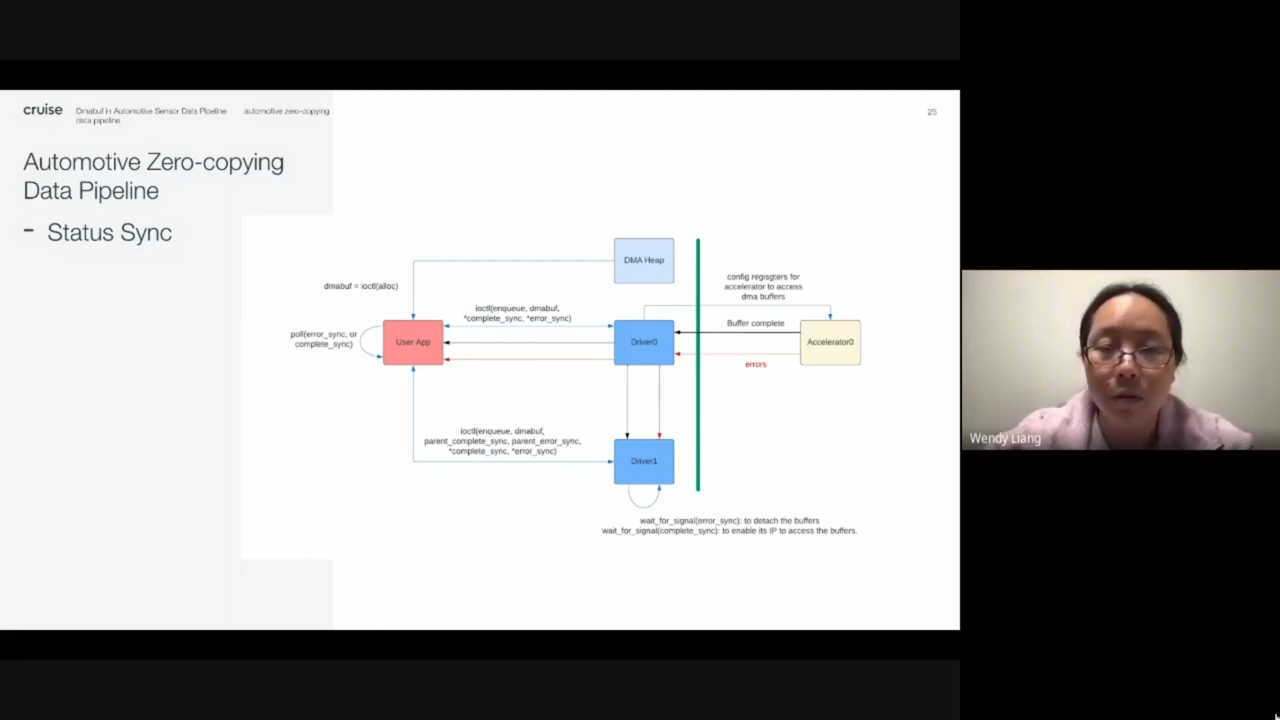 cruise
Dmabuf in Automotive Sensor Data Pipeline automotive zero-copying
data pipeline
25
Automotive Zero-copying
Data Pipeline
- Status Sync
DMA Heap
config regisgters for
accelerator to access
dma buffers
dmabuf = ioctl(alloc)
ioctl(enqueue, dmabuf,
*complete_sync, *error_sync)
Buffer complete
poll(error_sync, or
complete_sync)
User App
Driver0
Accelerator0
errors
ioctl(enqueue, dmabuf,
parent_complete_sync, parent_error_sync,
*complete_sync, *error_sync)
Driver1
wait_for_signal(error_sync): to detach the buffers
wait_for_signal(complete_sync): to enable its IP to access the buffers.
Wendy Liang